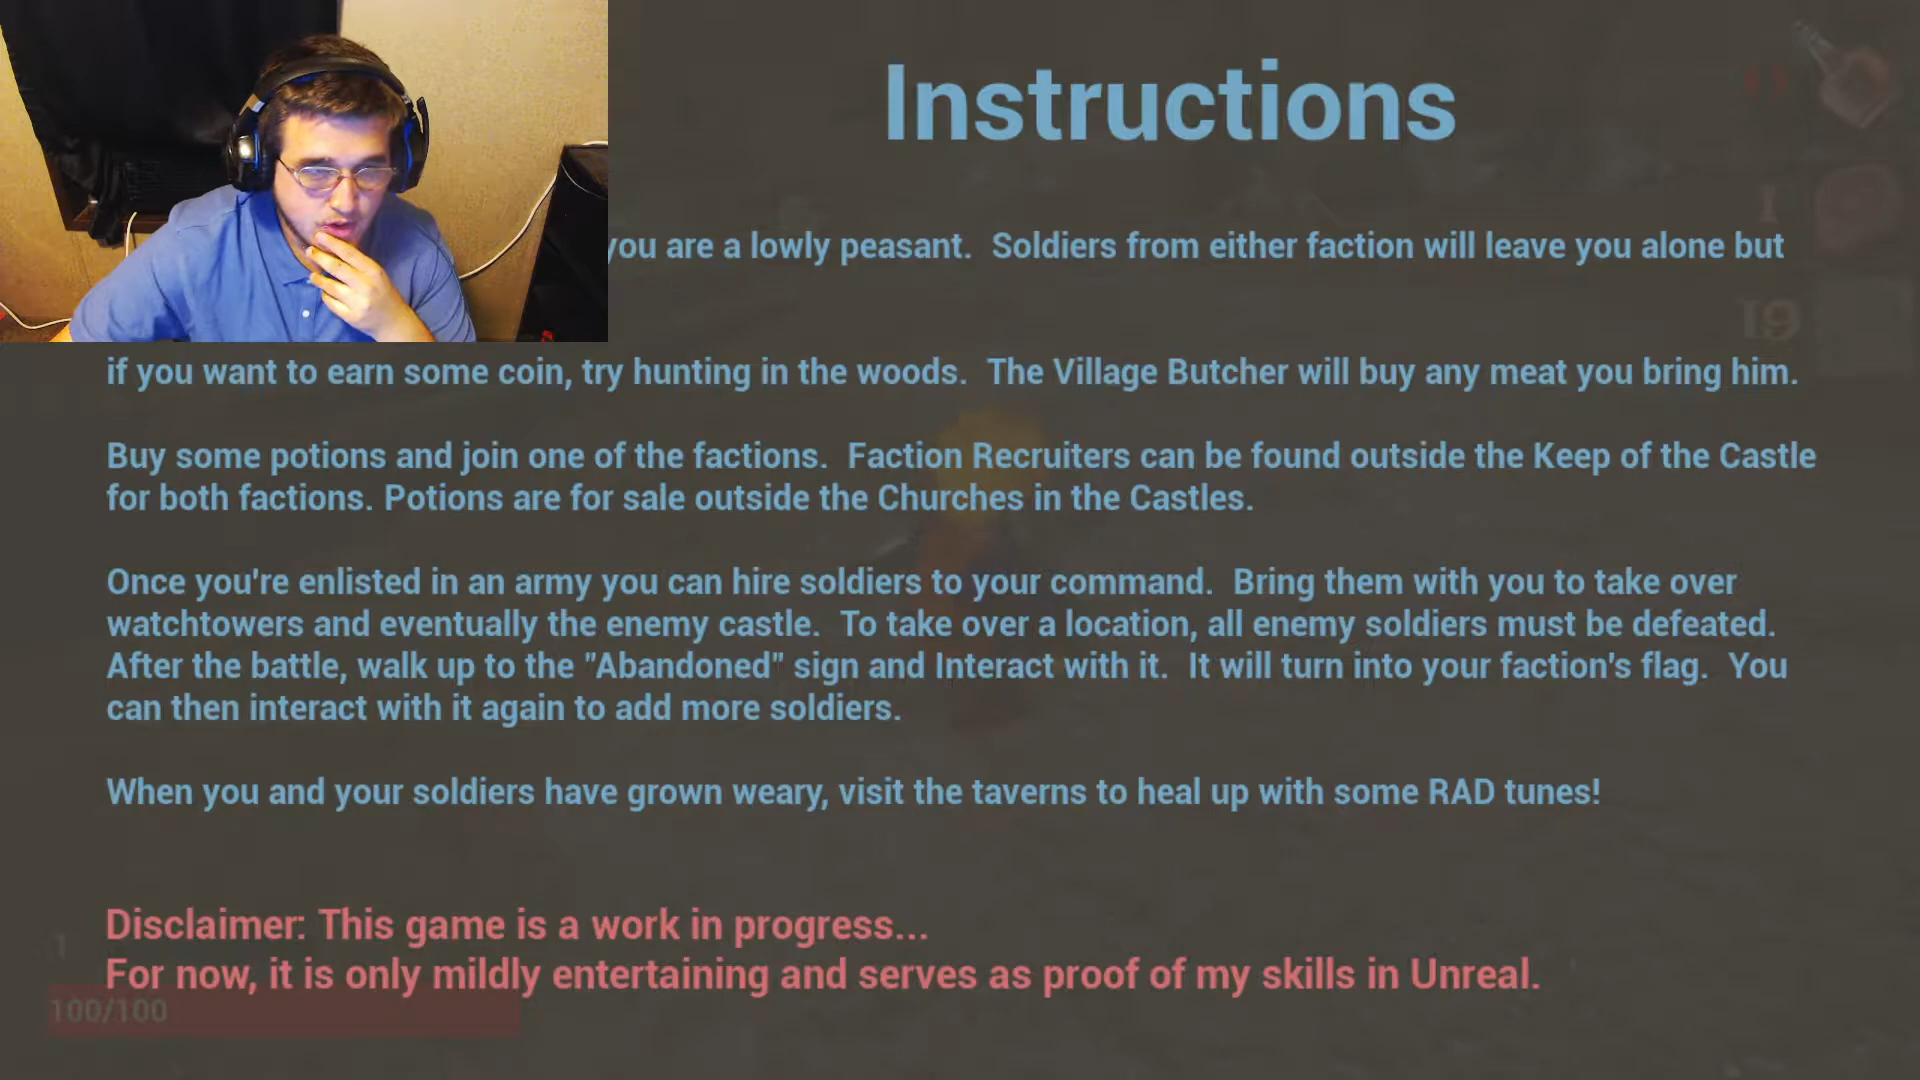 Instructions
you are a lowly peasant. Soldiers from either faction will leave you alone but
1
19
if you want to earn some coin, try hunting in the woods. The Village Butcher will buy any meat you bring him.
Buy some potions and join one of the factions. Faction Recruiters can be found outside the Keep of the Castle
for both factions. Potions are for sale outside the Churches in the Castles.
Once you're enlisted in an army you can hire soldiers to your command. Bring them with you to take over
watchtowers and eventually the enemy castle. To take over a location, all enemy soldiers must be defeated.
After the battle, walk up to the "Abandoned" sign and Interact with it. It will turn into your faction's flag. You
can then interact with it again to add more soldiers.
When you and your soldiers have grown weary, visit the taverns to heal up with some RAD tunes!
Disclaimer: This game is a work in progress...
1
For now, it is only mildly entertaining and serves as proof of my skills in Unreal.
100/100